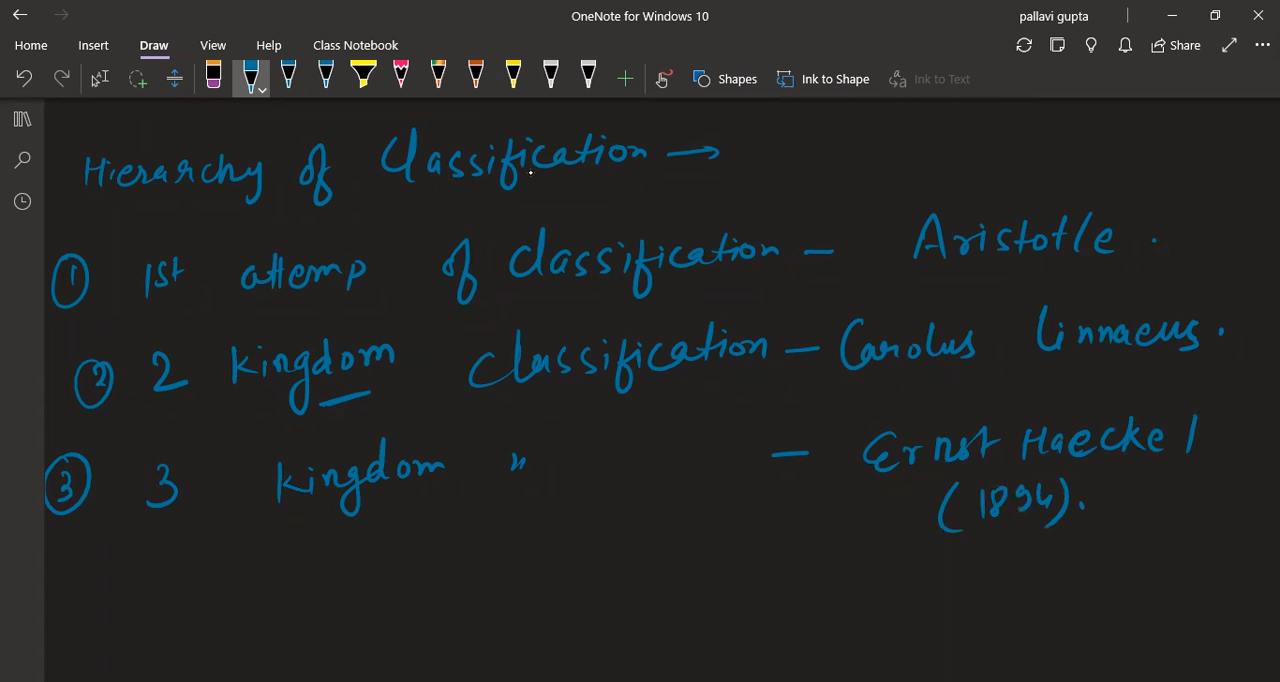 OneNote for Windows 10
pallavi gupta
Home Insert Draw View Help Class Notebook
Share
Shapes Ink to Shape Ink to Text
Hierarchy of Classification →
① 1st attemp of classification – Aristotle.
② 2 kingdom classification – Carolus Linnaeus.
③ 3 kingdom " – Ernst Haeckel
(1894).